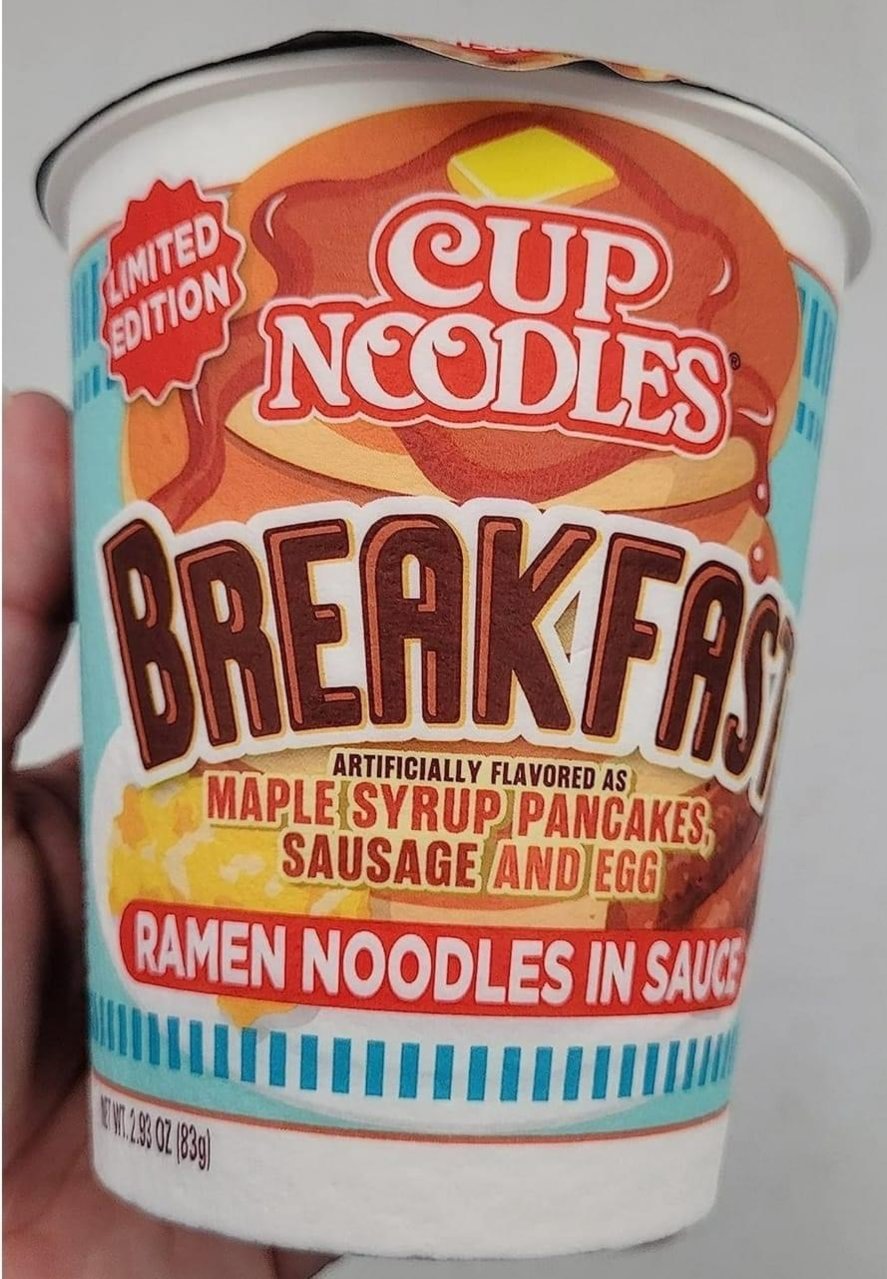 LIMITED
EDITION
CUP
NOODLES®
BREAKFAST
ARTIFICIALLY FLAVORED AS
MAPLE SYRUP PANCAKES,
SAUSAGE AND EGG
RAMEN NOODLES IN SAUCE
NET WT. 2.93 OZ (83g)